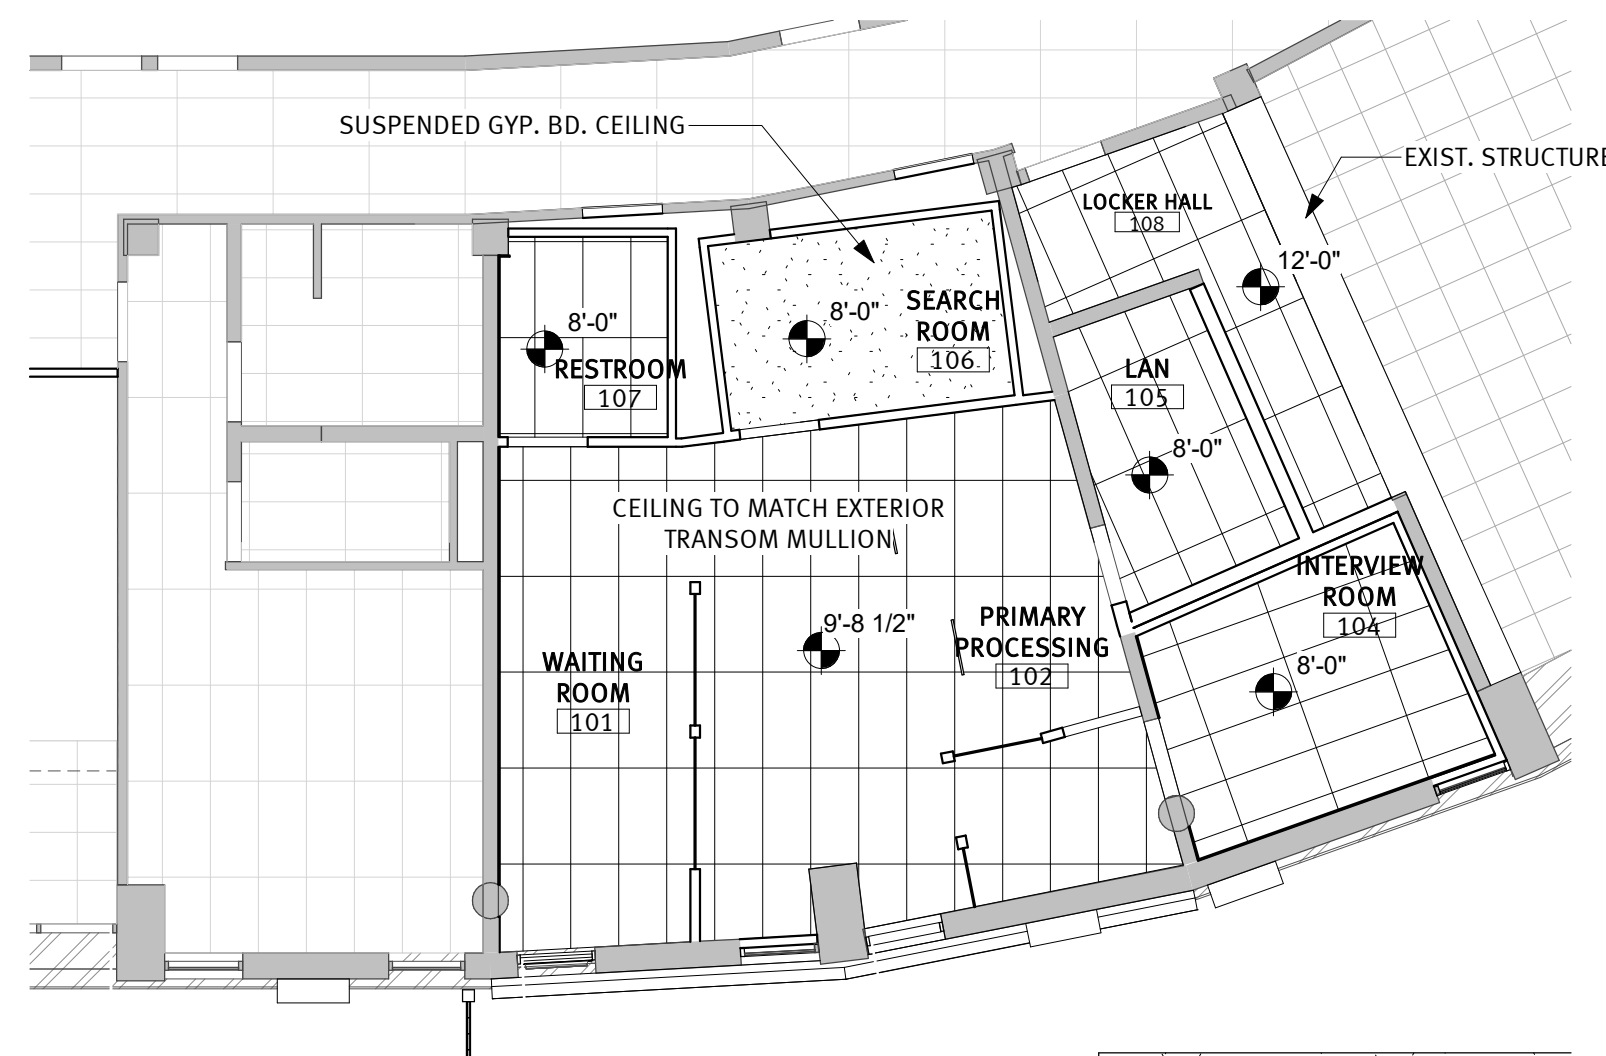 SUSPENDED GYP. BD. CEILING
EXIST. STRUCTURE
LOCKER HALL
108
12'-0"
8'-0"
RESTROOM
107
8'-0"
SEARCH
ROOM
106
LAN
105
8'-0"
CEILING TO MATCH EXTERIOR
TRANSOM MULLION
INTERVIEW
ROOM
104
8'-0"
9'-8 1/2"
PRIMARY
PROCESSING
102
WAITING
ROOM
101